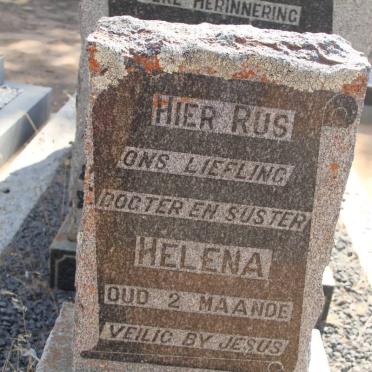 HERINNERING
HIER RUS
ONS LIEFLING
DOGTER EN SUSTER
HELENA
OUD 2 MAANDE
VEILIG BY JESUS